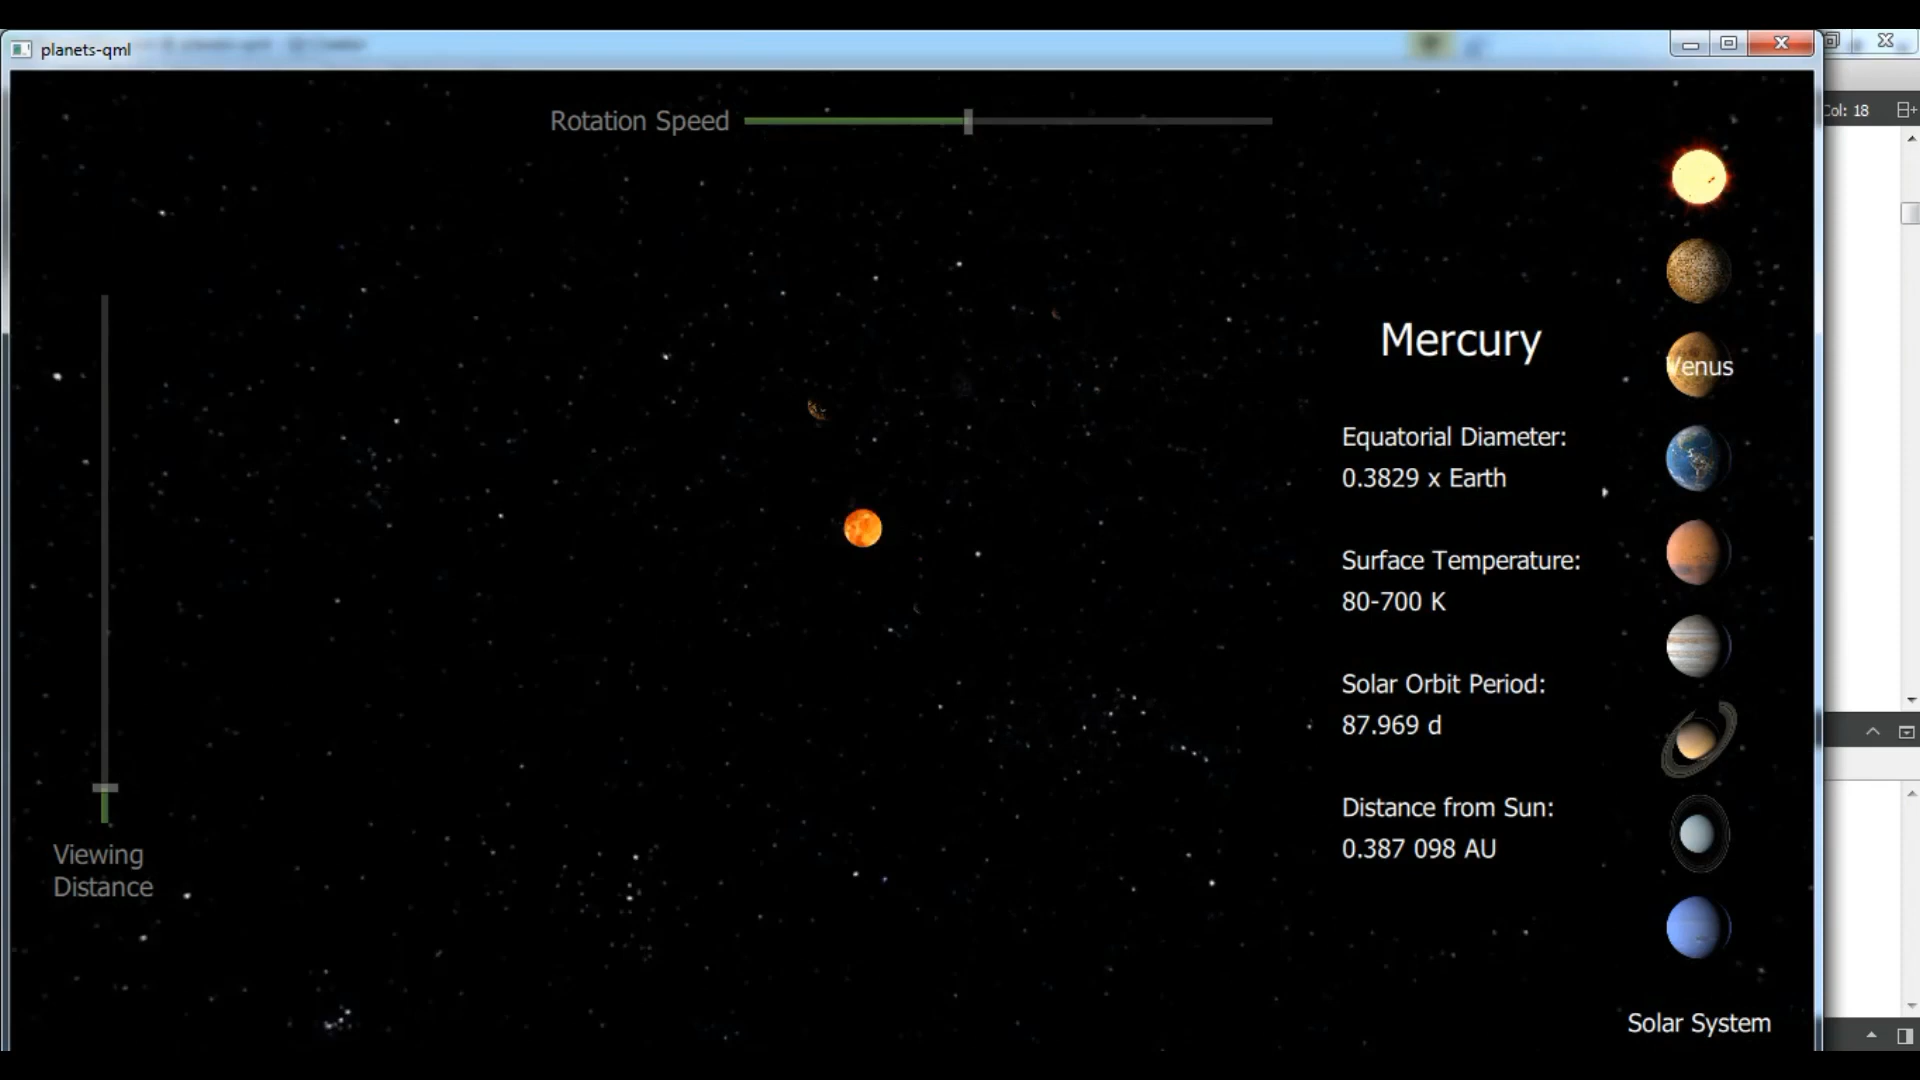 planets-qml
Col: 18
Rotation Speed
Mercury
Venus
Equatorial Diameter:
0.3829 x Earth
Surface Temperature:
80-700 K
Solar Orbit Period:
87.969 d
Distance from Sun:
0.387 098 AU
Viewing
Distance
Solar System